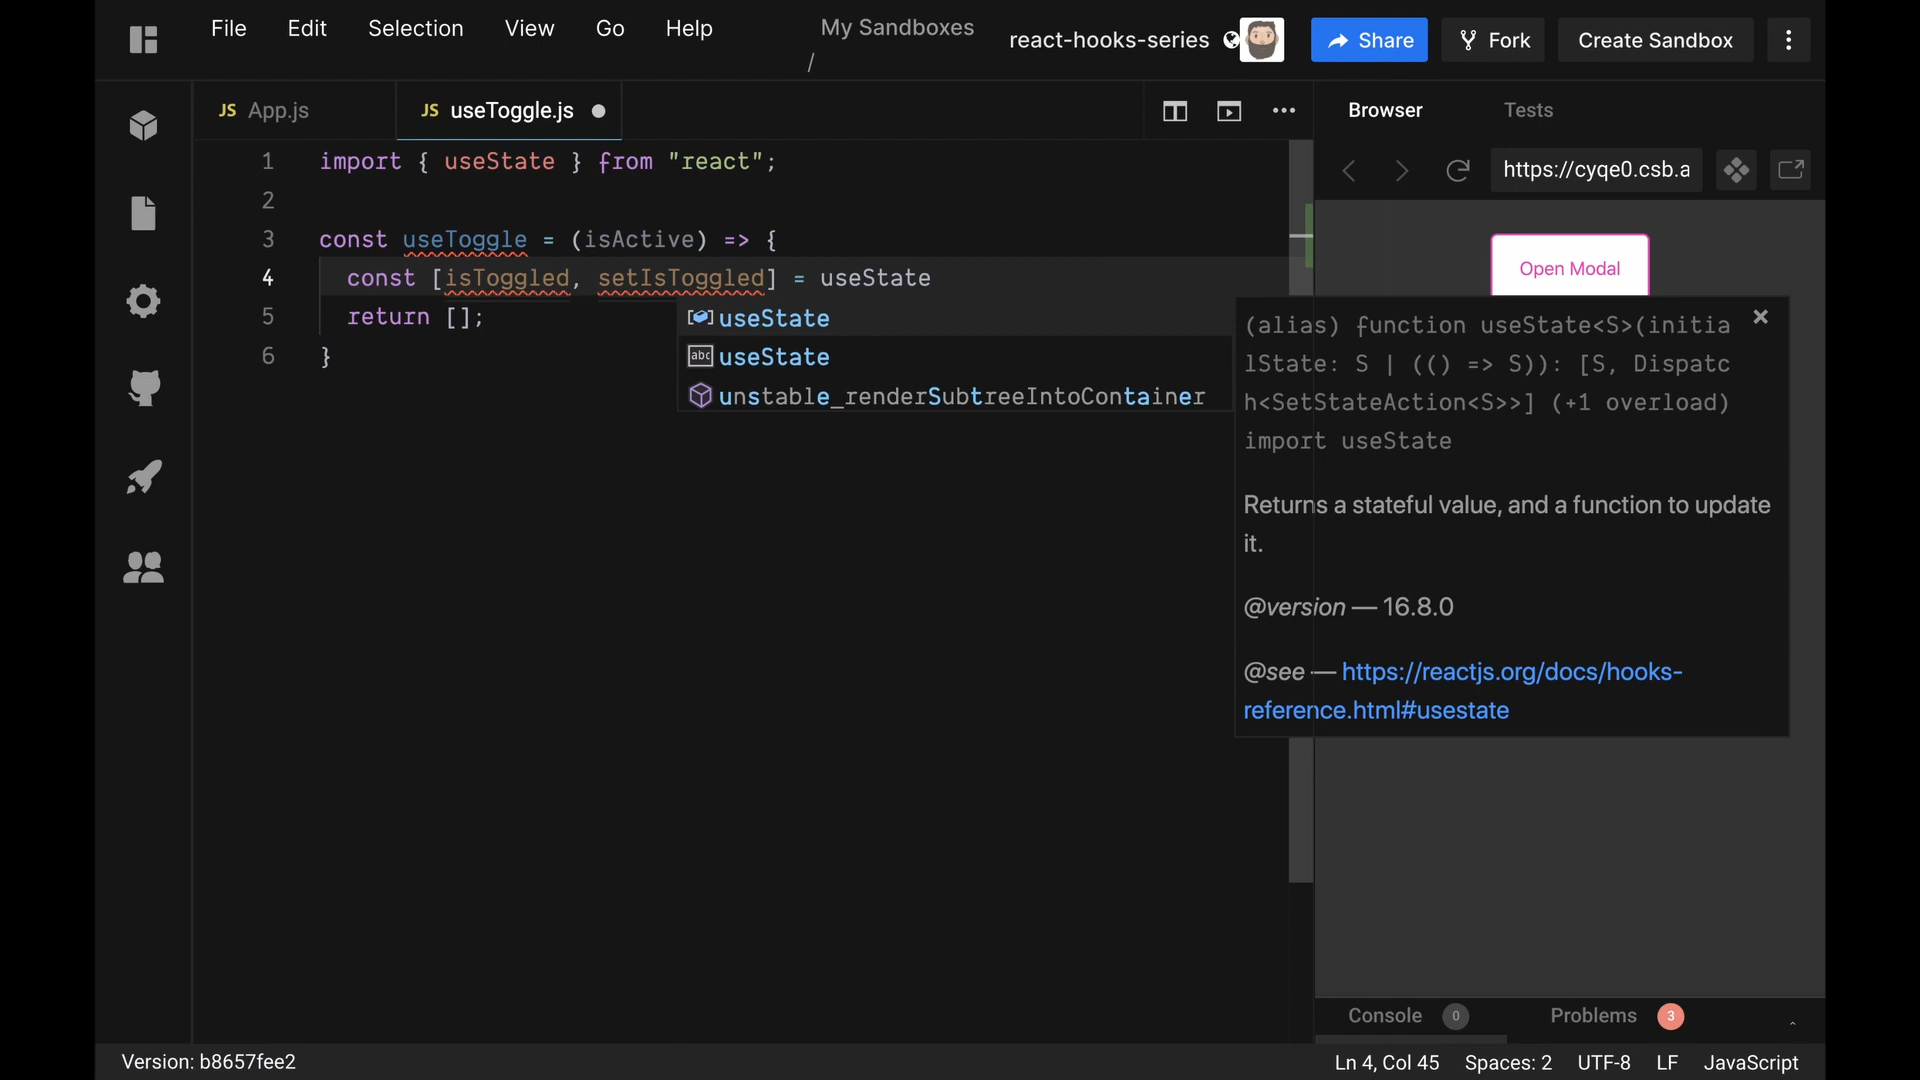 File Edit Selection View Go Help
My Sandboxes
/
react-hooks-series
Share
Fork
Create Sandbox
JS App.js
JS useToggle.js
Browser
Tests
https://cyqe0.csb.a
1 import { useState } from "react";
2
3 const useToggle = (isActive) => {
4 const [isToggled, setIsToggled] = useState
5 return [];
6 }
useState
abc useState
unstable_renderSubtreeIntoContainer
Open Modal
(alias) function useState<S>(initia
lState: S | (() => S)): [S, Dispatc
h<SetStateAction<S>>] (+1 overload)
import useState
Returns a stateful value, and a function to update
it.
@version — 16.8.0
@see — https://reactjs.org/docs/hooks-
reference.html#usestate
Console 0
Problems 3
Version: b8657fee2
Ln 4, Col 45 Spaces: 2 UTF-8 LF JavaScript